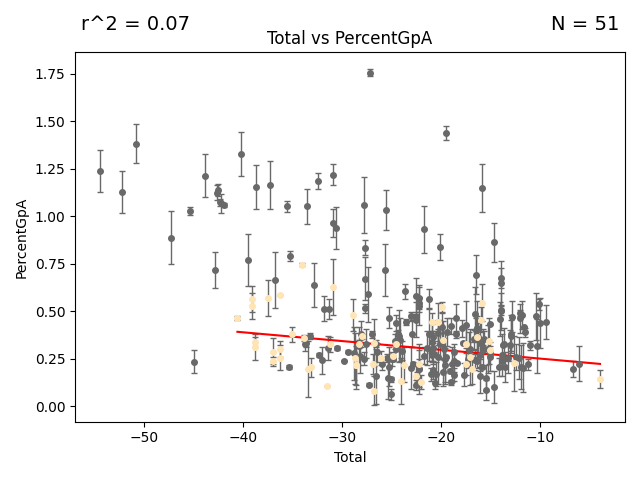 r^2 = 0.07
N = 51
Total vs PercentGpA
PercentGpA
1.75
1.50
1.25
1.00
0.75
0.50
0.25
0.00
−50
−40
−30
−20
−10
Total